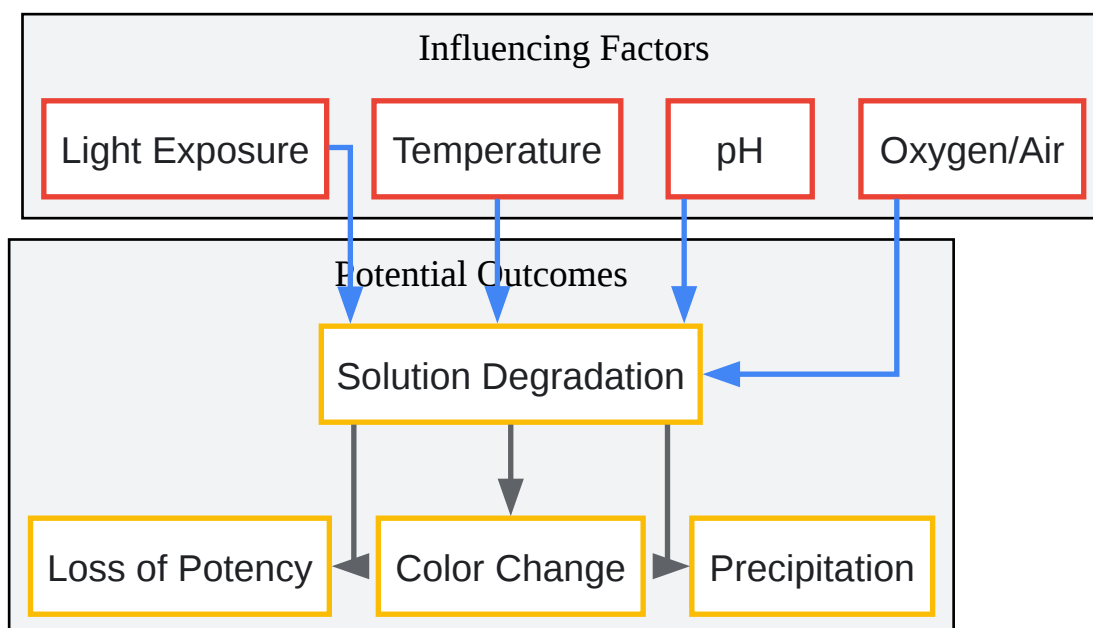 Influencing Factors
Light Exposure
Temperature
pH
Oxygen/Air
Potential Outcomes
Solution Degradation
Loss of Potency
Color Change
Precipitation